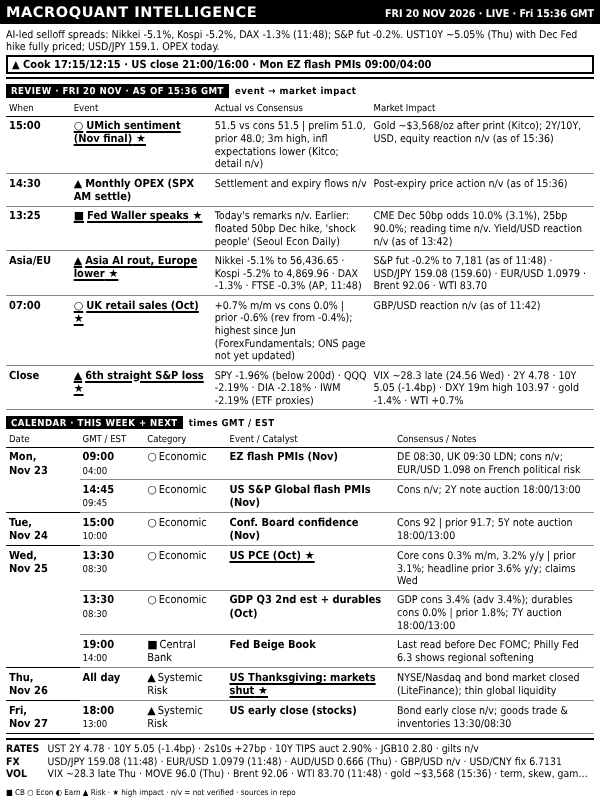 MACROQUANT INTELLIGENCE
FRI 20 NOV 2026 · LIVE · Fri 15:36 GMT
AI-led selloff spreads: Nikkei -5.1%, Kospi -5.2%, DAX -1.3% (11:48); S&P fut -0.2%. UST10Y ~5.05% (Thu) with Dec Fed
hike fully priced; USD/JPY 159.1. OPEX today.
▲ Cook 17:15/12:15 · US close 21:00/16:00 · Mon EZ flash PMIs 09:00/04:00
REVIEW · FRI 20 NOV · AS OF 15:36 GMT event → market impact
When Event Actual vs Consensus Market Impact
15:00 ○ UMich sentiment 51.5 vs cons 51.5 | prelim 51.0, Gold ~$3,568/oz after print (Kitco); 2Y/10Y,
(Nov final) ★ prior 48.0; 3m high, infl USD, equity reaction n/v (as of 15:36)
expectations lower (Kitco;
detail n/v)
14:30 ▲ Monthly OPEX (SPX Settlement and expiry flows n/v Post-expiry price action n/v (as of 15:36)
AM settle)
13:25 ■ Fed Waller speaks ★ Today's remarks n/v. Earlier: CME Dec 50bp odds 10.0% (3.1%), 25bp
floated 50bp Dec hike, 'shock 90.0%; reading time n/v. Yield/USD reaction
people' (Seoul Econ Daily) n/v (as of 13:42)
Asia/EU ▲ Asia AI rout, Europe Nikkei -5.1% to 56,436.65 · S&P fut -0.2% to 7,181 (as of 11:48) ·
lower ★ Kospi -5.2% to 4,869.96 · DAX USD/JPY 159.08 (159.60) · EUR/USD 1.0979 ·
-1.3% · FTSE -0.3% (AP, 11:48) Brent 92.06 · WTI 83.70
07:00 ○ UK retail sales (Oct) +0.7% m/m vs cons 0.0% | GBP/USD reaction n/v (as of 11:42)
★ prior -0.6% (rev from -0.4%);
highest since Jun
(ForexFundamentals; ONS page
not yet updated)
Close ▲ 6th straight S&P loss SPY -1.96% (below 200d) · QQQ VIX ~28.3 late (24.56 Wed) · 2Y 4.78 · 10Y
★ -2.19% · DIA -2.18% · IWM 5.05 (-1.4bp) · DXY 19m high 103.97 · gold
-2.19% (ETF proxies) -1.4% · WTI +0.7%
CALENDAR · THIS WEEK + NEXT times GMT / EST
Date GMT / EST Category Event / Catalyst Consensus / Notes
Mon, 09:00 ○ Economic EZ flash PMIs (Nov) DE 08:30, UK 09:30 LDN; cons n/v;
Nov 23 04:00 EUR/USD 1.098 on French political risk
14:45 ○ Economic US S&P Global flash PMIs Cons n/v; 2Y note auction 18:00/13:00
09:45 (Nov)
Tue, 15:00 ○ Economic Conf. Board confidence Cons 92 | prior 91.7; 5Y note auction
Nov 24 10:00 (Nov) 18:00/13:00
Wed, 13:30 ○ Economic US PCE (Oct) ★ Core cons 0.3% m/m, 3.2% y/y | prior
Nov 25 08:30 3.1%; headline prior 3.6% y/y; claims
Wed
13:30 ○ Economic GDP Q3 2nd est + durables GDP cons 3.4% (adv 3.4%); durables
08:30 (Oct) cons 0.0% | prior 1.8%; 7Y auction
18:00/13:00
19:00 ■ Central Fed Beige Book Last read before Dec FOMC; Philly Fed
14:00 Bank 6.3 shows regional softening
Thu, All day ▲ Systemic US Thanksgiving: markets NYSE/Nasdaq and bond market closed
Nov 26 Risk shut ★ (LiteFinance); thin global liquidity
Fri, 18:00 ▲ Systemic US early close (stocks) Bond early close n/v; goods trade &
Nov 27 13:00 Risk inventories 13:30/08:30
RATES UST 2Y 4.78 · 10Y 5.05 (-1.4bp) · 2s10s +27bp · 10Y TIPS auct 2.90% · JGB10 2.80 · gilts n/v
FX USD/JPY 159.08 (11:48) · EUR/USD 1.0979 (11:48) · AUD/USD 0.666 (Thu) · GBP/USD n/v · USD/CNY fix 6.7131
VOL VIX ~28.3 late Thu · MOVE 96.0 (Thu) · Brent 92.06 · WTI 83.70 (11:48) · gold ~$3,568 (15:36) · term, skew, gam…
■ CB ○ Econ ◐ Earn ▲ Risk · ★ high impact · n/v = not verified · sources in repo